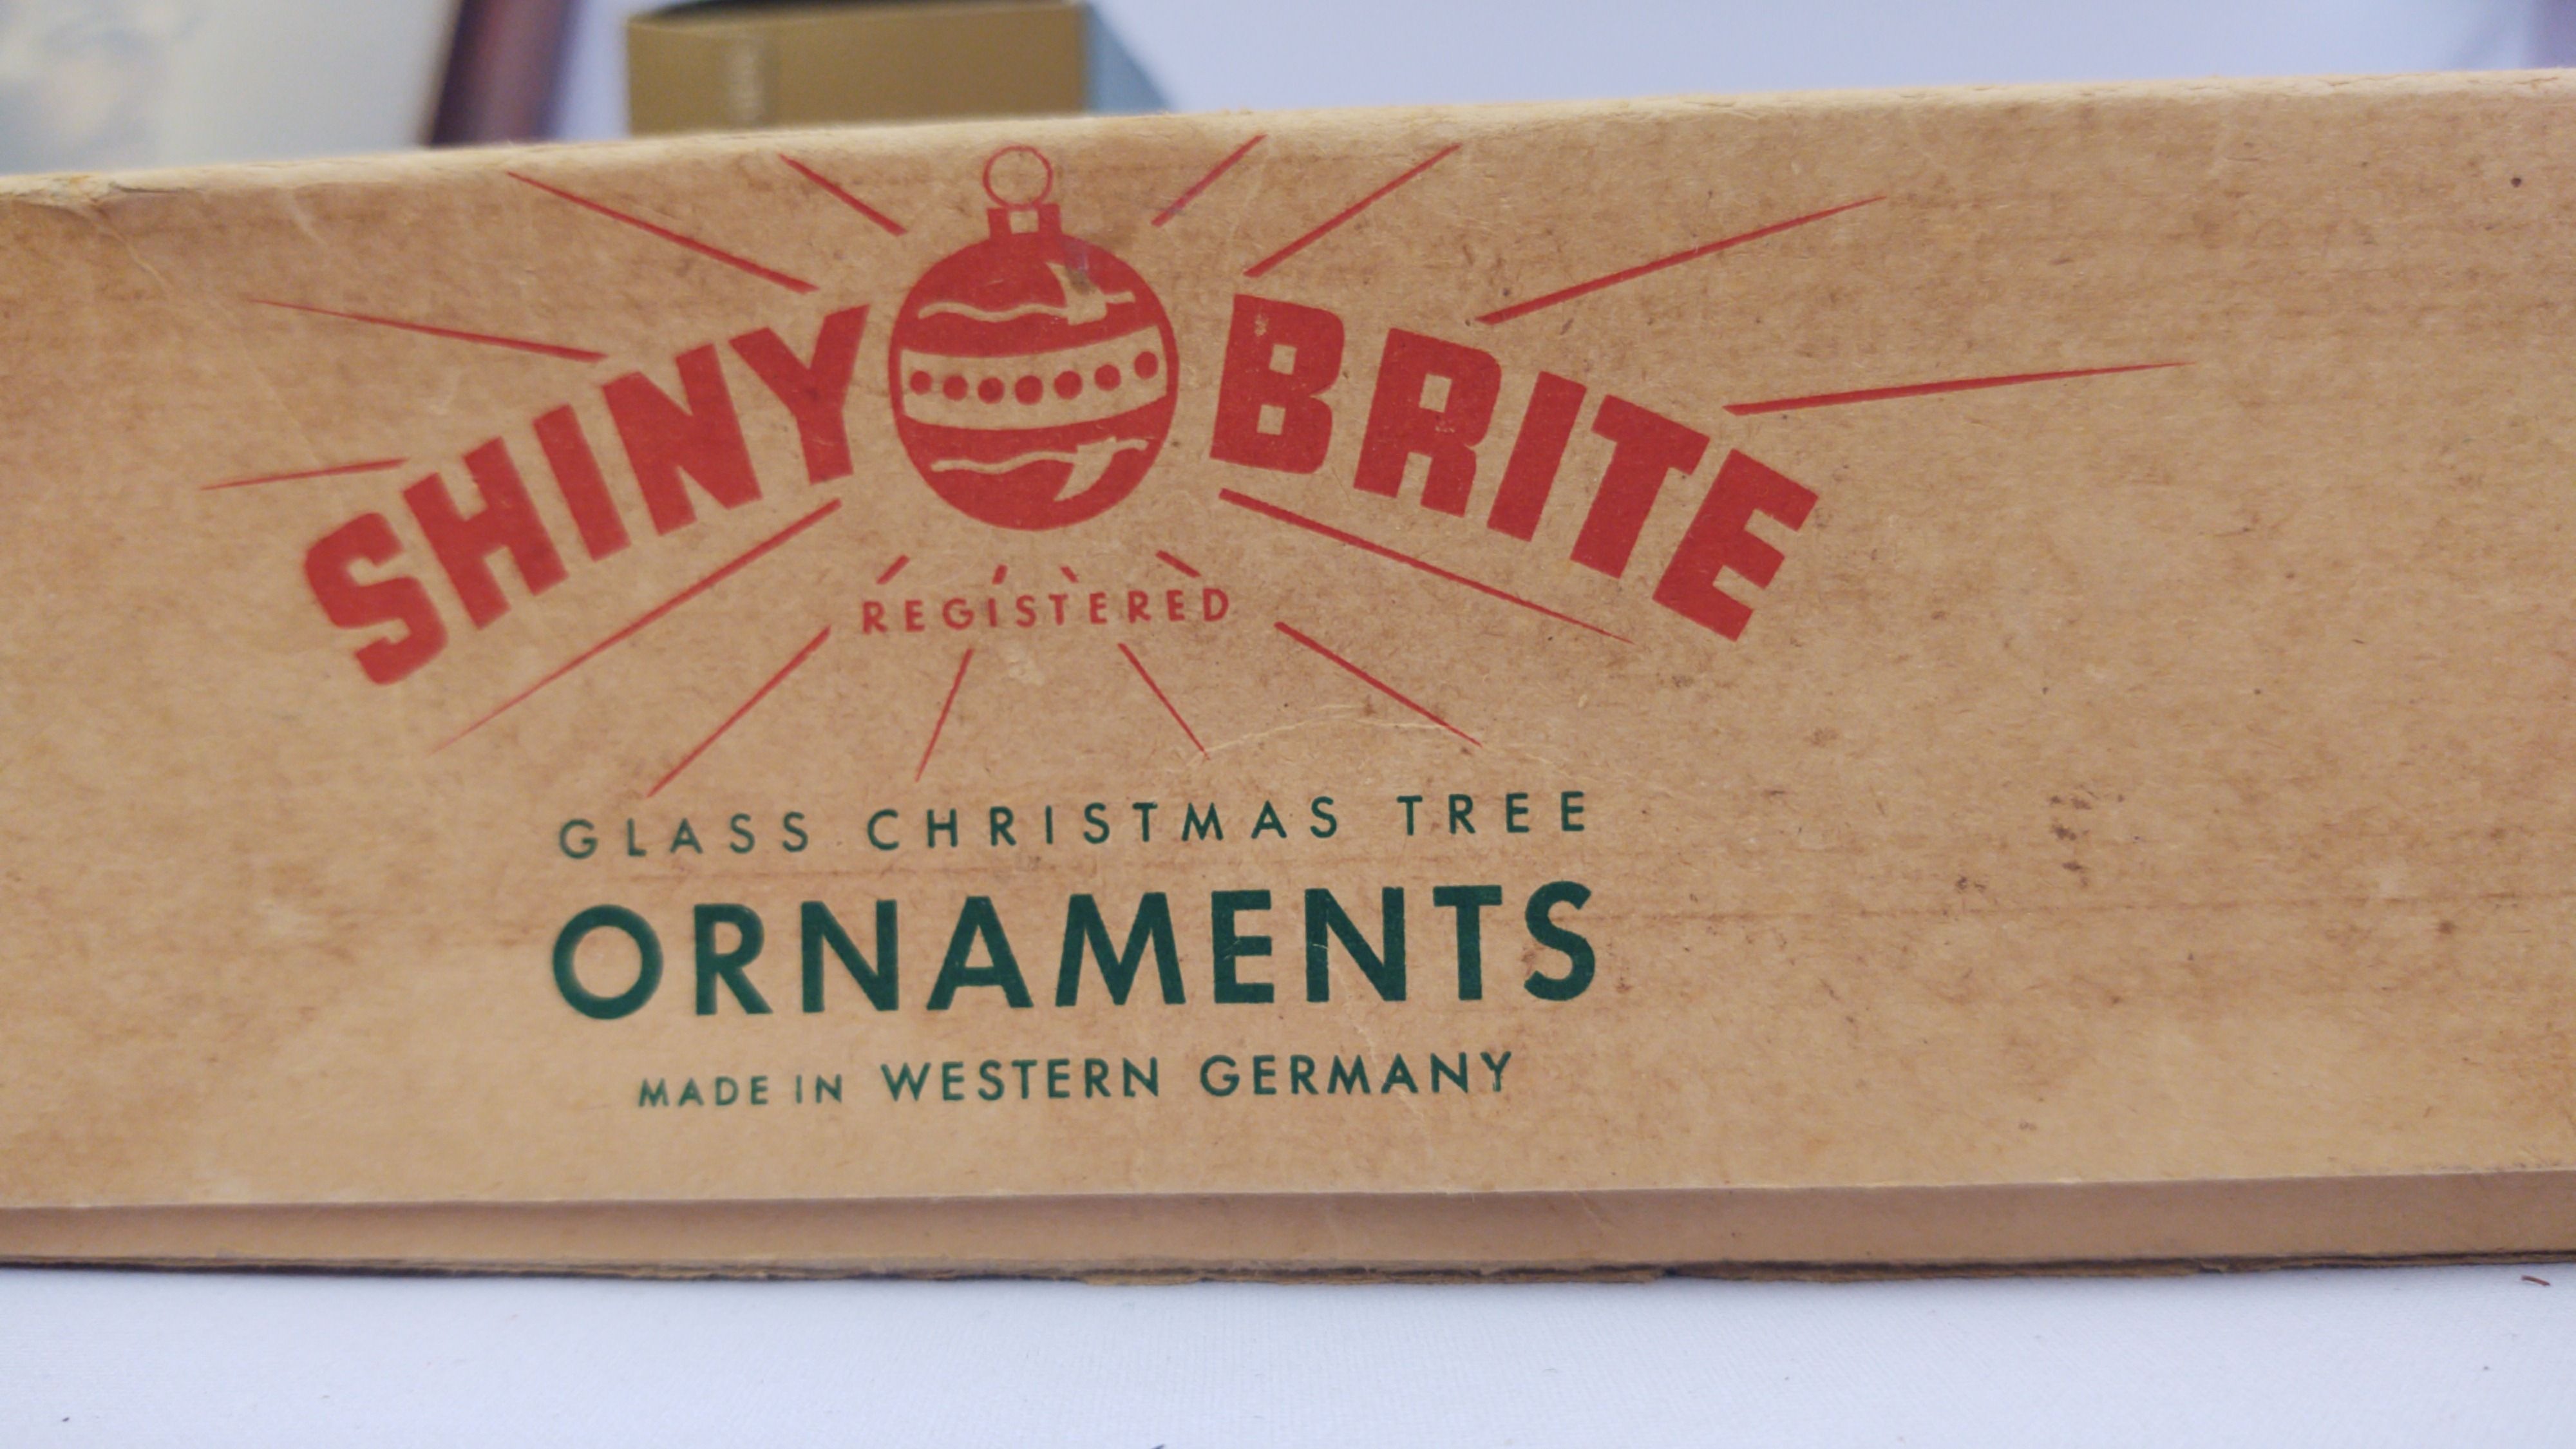 SHINY BRITE
REGISTERED
GLASS CHRISTMAS TREE
ORNAMENTS
MADE IN WESTERN GERMANY